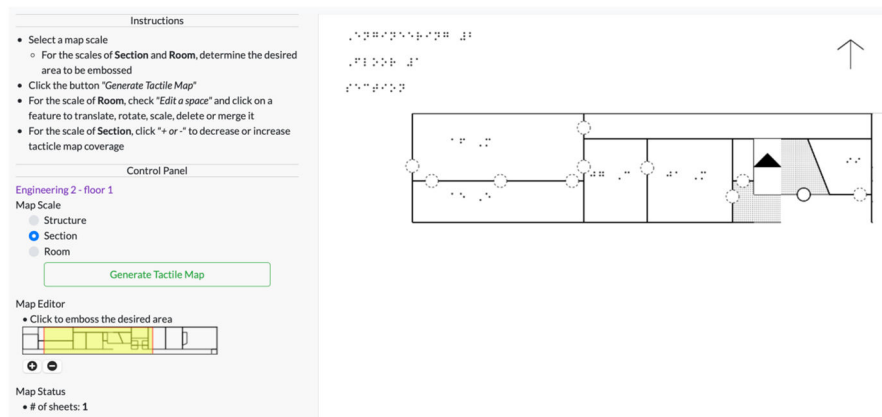 Instructions
• Select a map scale
○ For the scales of Section and Room, determine the desired
area to be embossed
• Click the button "Generate Tactile Map"
• For the scale of Room, check "Edit a space" and click on a
feature to translate, rotate, scale, delete or merge it
• For the scale of Section, click "+ or -" to decrease or increase
tacticle map coverage
Control Panel
Engineering 2 - floor 1
Map Scale
Structure
Section
Room
Generate Tactile Map
Map Editor
• Click to emboss the desired area
Map Status
• # of sheets: 1
⠠⠑⠝⠛⠊⠝⠑⠑⠗⠊⠝⠛ ⠼⠃
⠠⠋⠇⠕⠕⠗ ⠼⠁
⠎⠑⠉⠞⠊⠕⠝